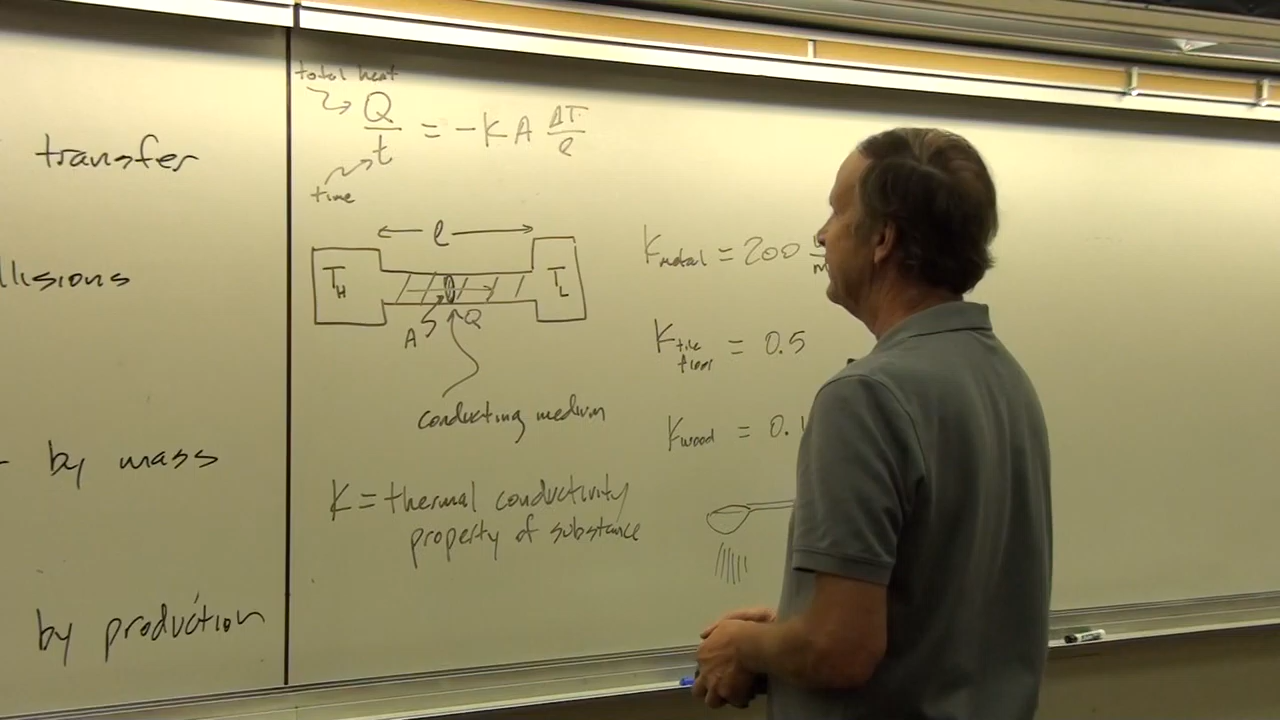 transfer
llisions
by mass
by production
total heat
Q/t = -KA ΔT/l
time
l
T_H
T_L
A
Q
conducting medium
K = thermal conductivity
property of substance
K_metal = 200
K_tile floor = 0.5
K_wood = 0.1